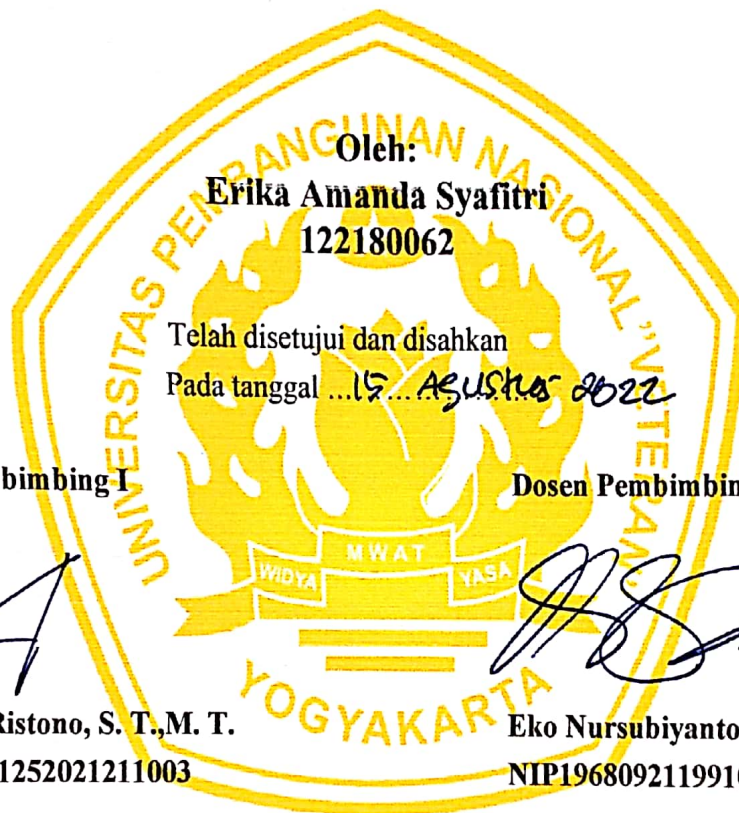 UNIVERSITAS PEMBANGUNAN NASIONAL "VETERAN"
Oleh:
Erika Amanda Syafitri
122180062
Telah disetujui dan disahkan
Pada tanggal ...15... Agustus 2022
bimbing I
Dosen Pembimbin
WIDYA MWAT YASA
YOGYAKARTA
Ristono, S. T.,M. T.
Eko Nursubiyanto
1252021211003
NIP196809211991